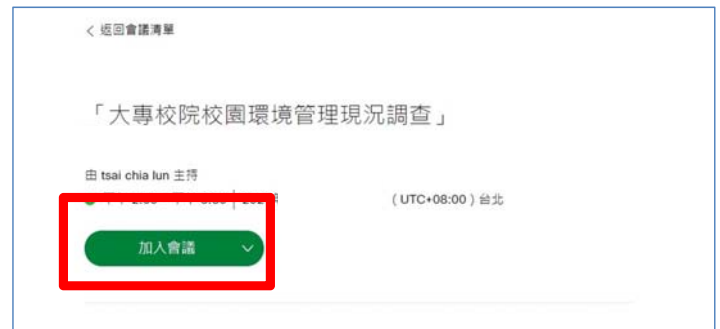 < 返回會議清單
「大專校院校園環境管理現況調查」
由 tsai chia lun 主持
(UTC+08:00) 台北
加入會議